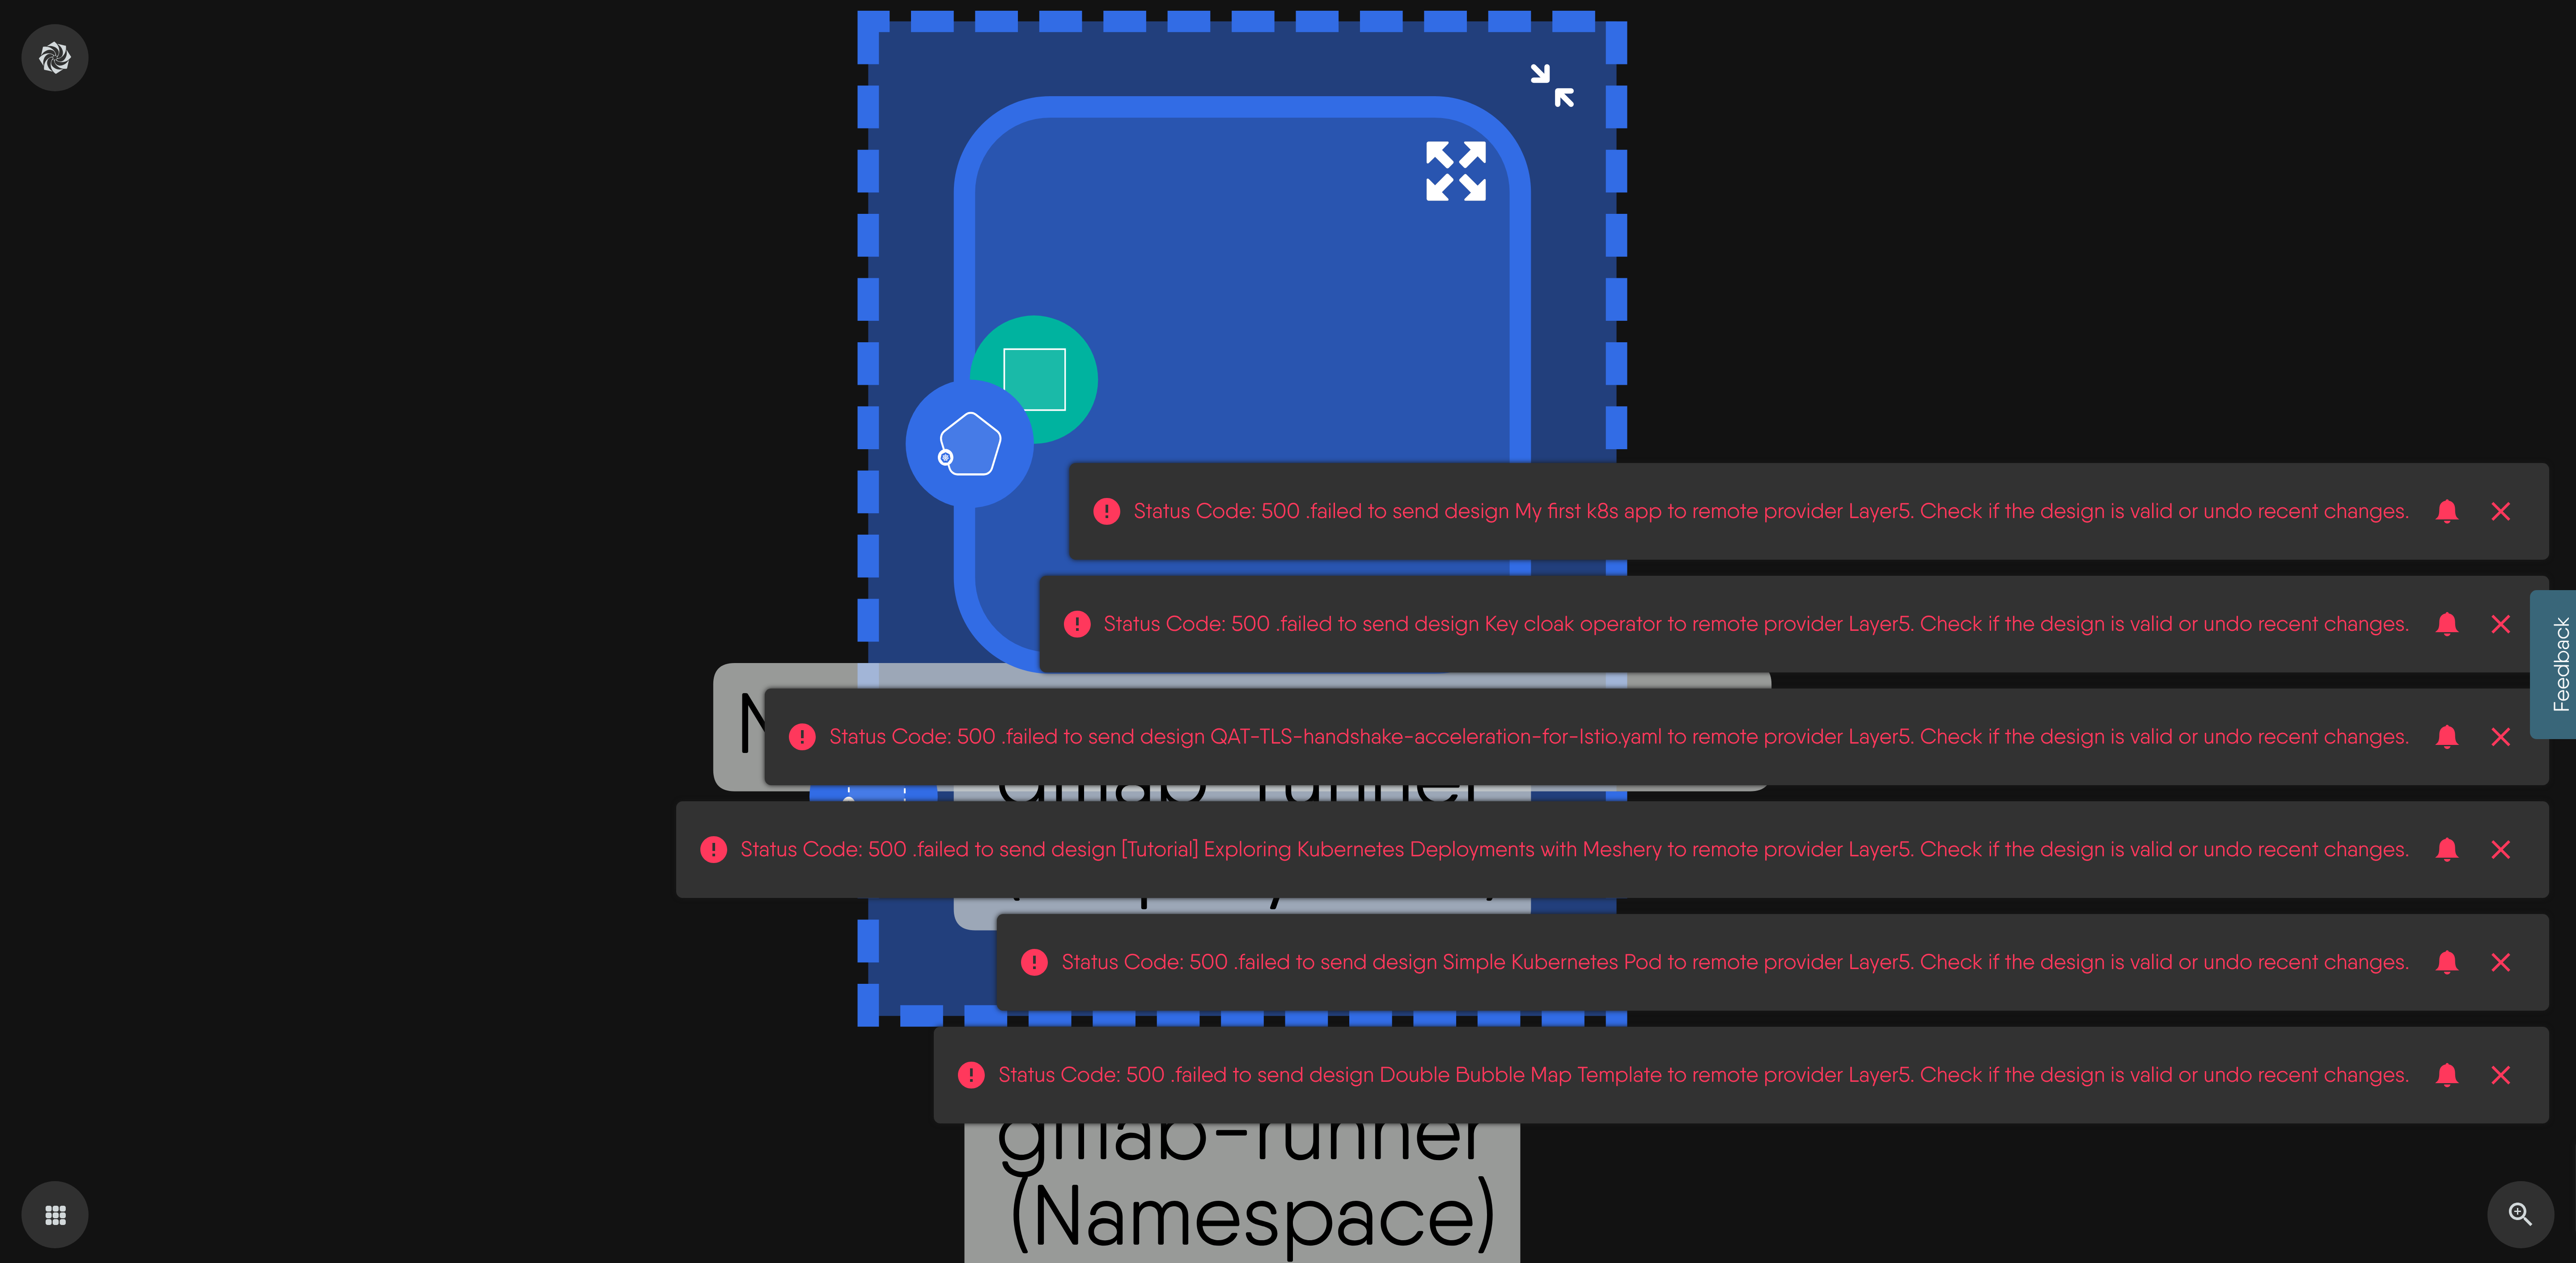 Status Code: 500 .failed to send design My first k8s app to remote provider Layer5. Check if the design is valid or undo recent changes.
Status Code: 500 .failed to send design Key cloak operator to remote provider Layer5. Check if the design is valid or undo recent changes.
Feedback
Status Code: 500 .failed to send design QAT-TLS-handshake-acceleration-for-Istio.yaml to remote provider Layer5. Check if the design is valid or undo recent changes.
Status Code: 500 .failed to send design [Tutorial] Exploring Kubernetes Deployments with Meshery to remote provider Layer5. Check if the design is valid or undo recent changes.
Status Code: 500 .failed to send design Simple Kubernetes Pod to remote provider Layer5. Check if the design is valid or undo recent changes.
Status Code: 500 .failed to send design Double Bubble Map Template to remote provider Layer5. Check if the design is valid or undo recent changes.
gitlab-runner
(Namespace)